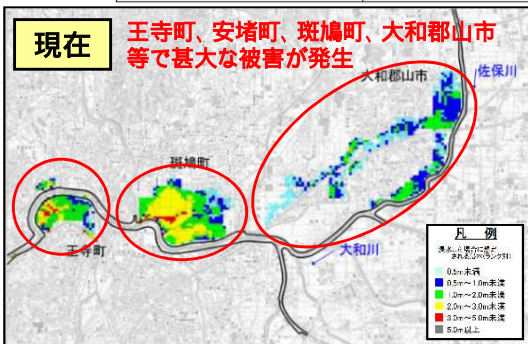 現在
王寺町、安堵町、斑鳩町、大和郡山市
等で甚大な被害が発生
大和郡山市
佐保川
斑鳩町
王寺町
大和川
凡 例
0.5m未満
0.5m～1.0m未満
1.0m～2.0m未満
2.0m～3.0m未満
3.0m～5.0m未満
5.0m以上